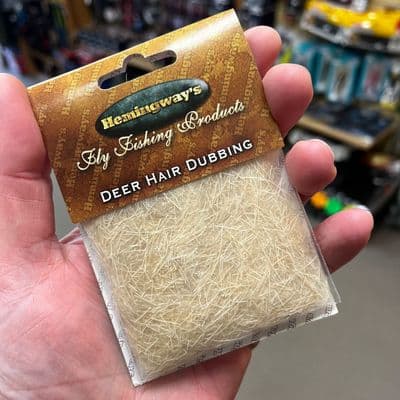 Hemingway's
Fly Fishing Products
DEER HAIR DUBBING